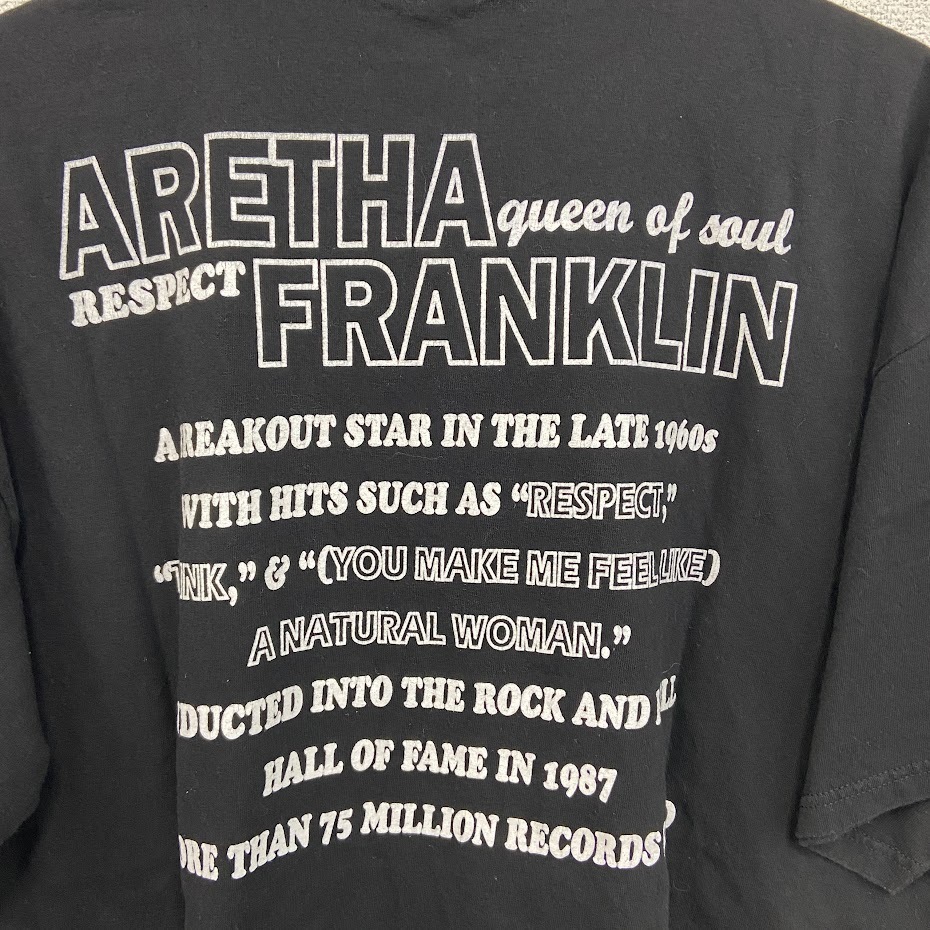 ARETHA queen of soul
RESPECT FRANKLIN
A REAKOUT STAR IN THE LATE 1960s
WITH HITS SUCH AS “RESPECT,”
& “(YOU MAKE ME FEEL LIKE)
A NATURAL WOMAN.”
DUCTED INTO THE ROCK AND
HALL OF FAME IN 1987
ORE THAN 75 MILLION RECORDS